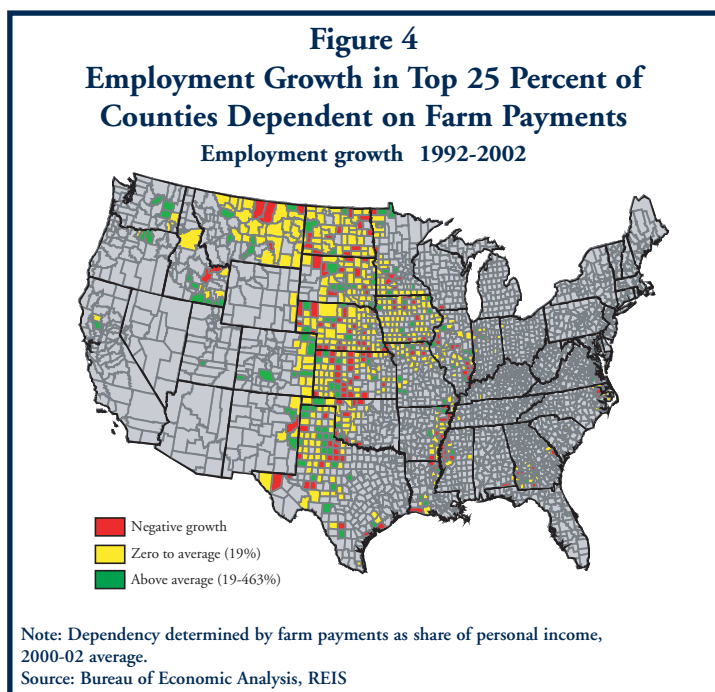 Figure 4
Employment Growth in Top 25 Percent of
Counties Dependent on Farm Payments
Employment growth 1992-2002
Negative growth
Zero to average (19%)
Above average (19-463%)
Note: Dependency determined by farm payments as share of personal income,
2000-02 average.
Source: Bureau of Economic Analysis, REIS